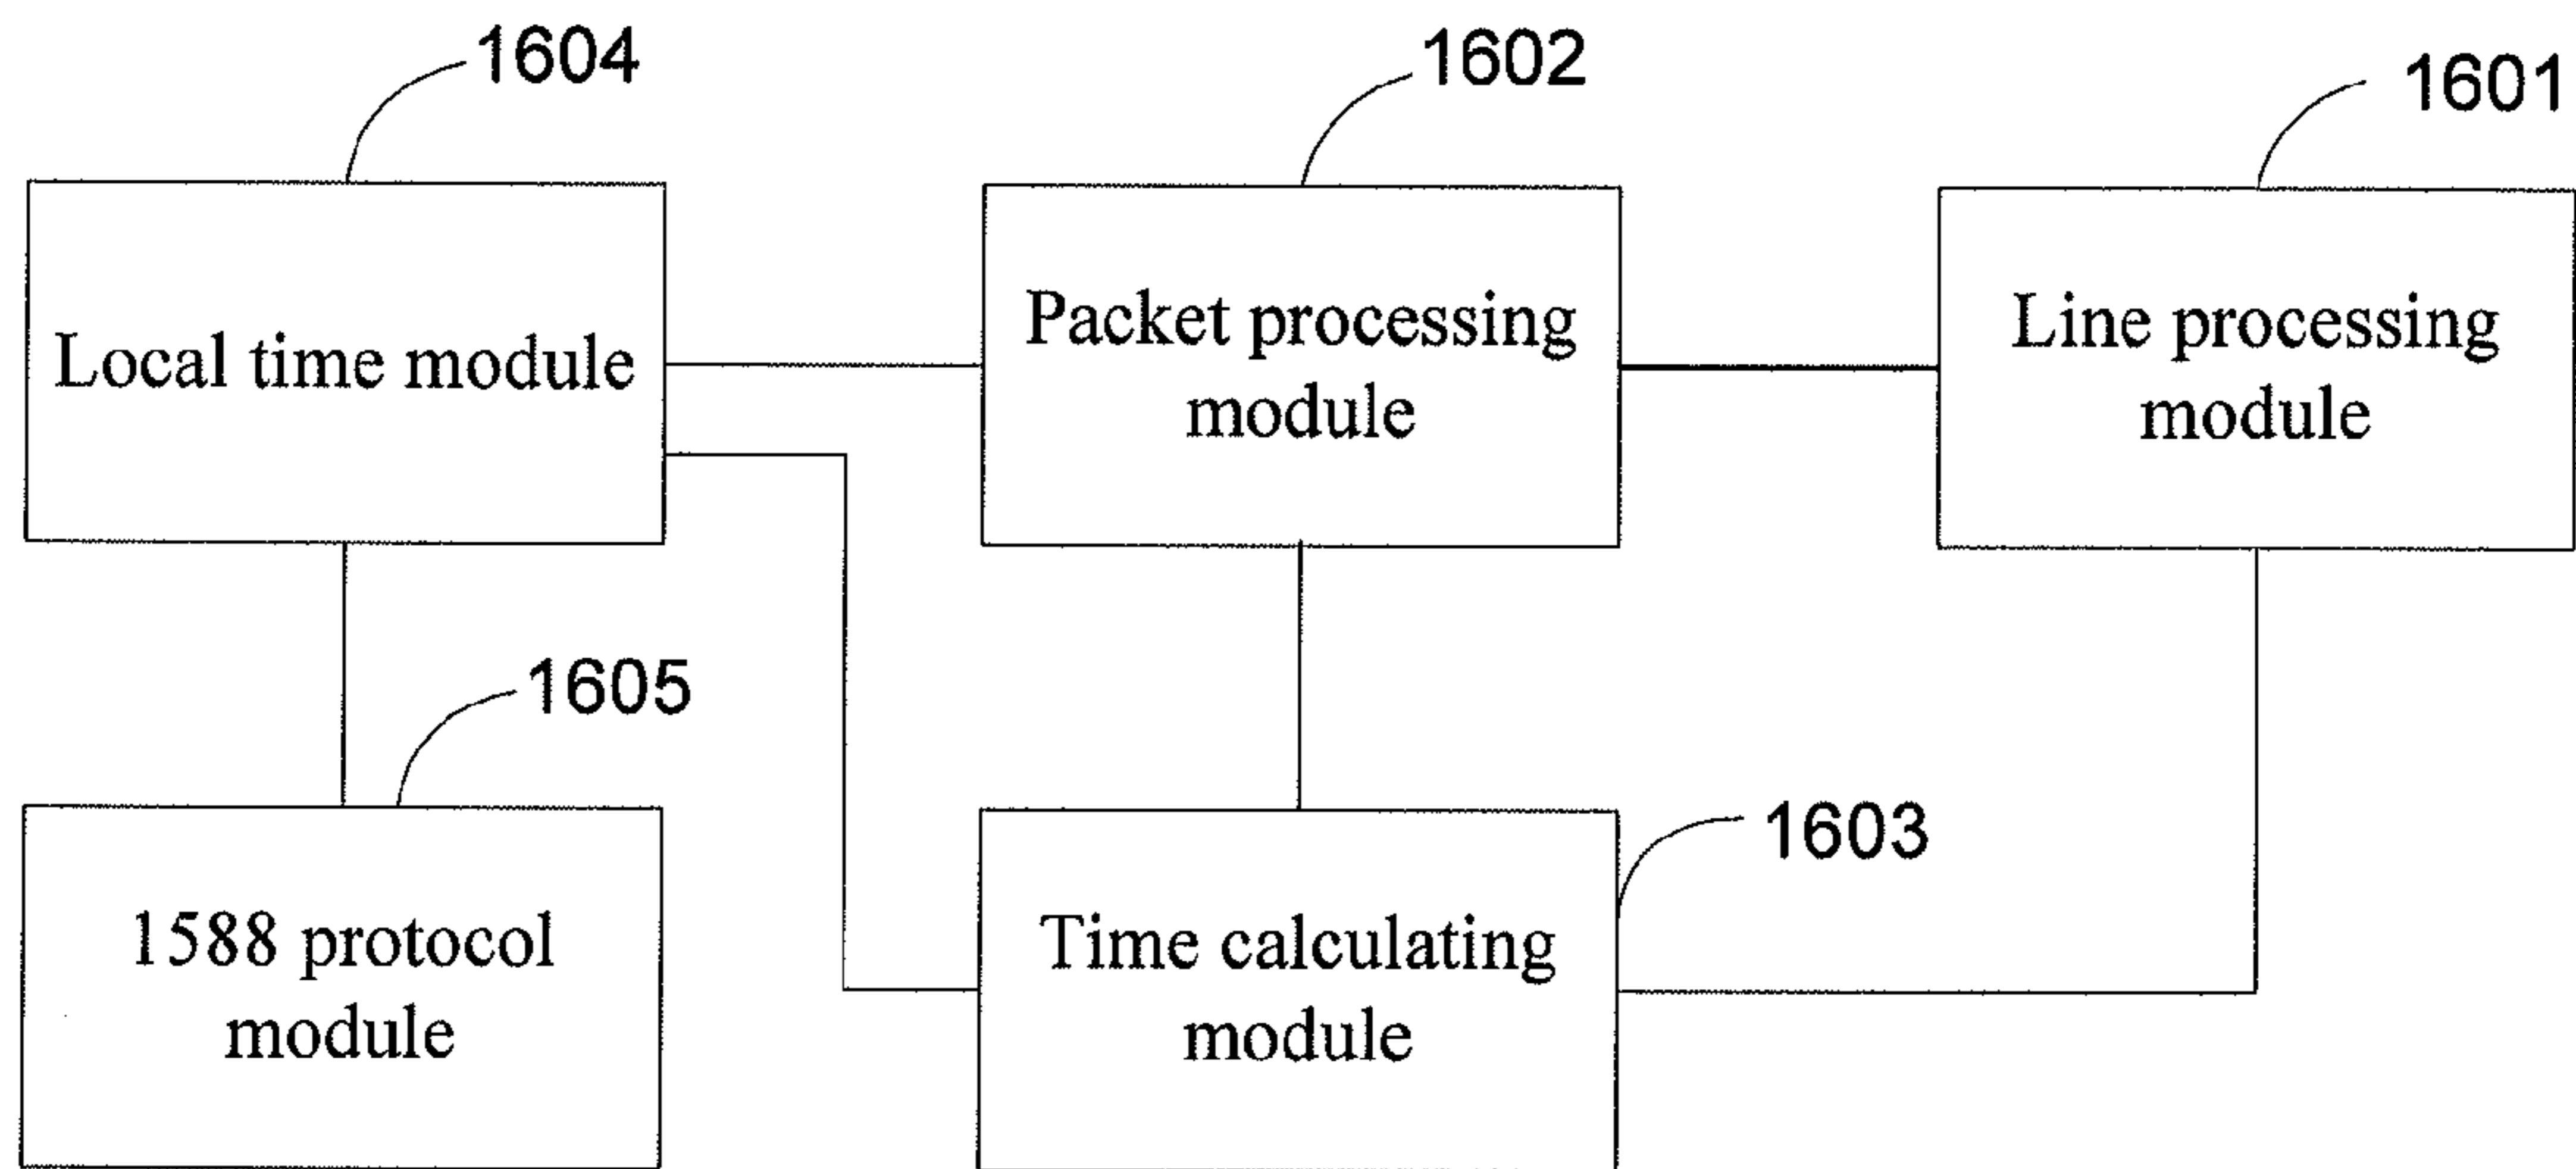 1604
1602
1601
Local time module
Packet processing
module
Line processing
module
1605
1603
1588 protocol
module
Time calculating
module